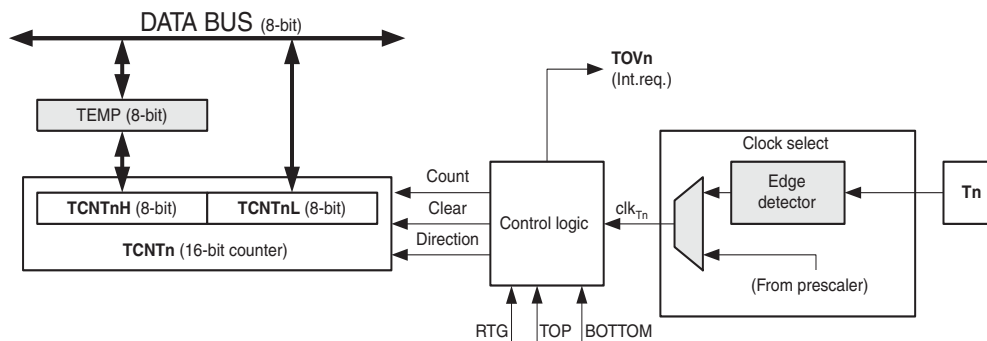 DATA BUS (8-bit)
TOVn
(Int.req.)
TEMP (8-bit)
Clock select
Count
Edge
detector
Tn
TCNTnH (8-bit)
TCNTnL (8-bit)
Clear
Control logic
clkTn
TCNTn (16-bit counter)
Direction
(From prescaler)
RTG
TOP
BOTTOM